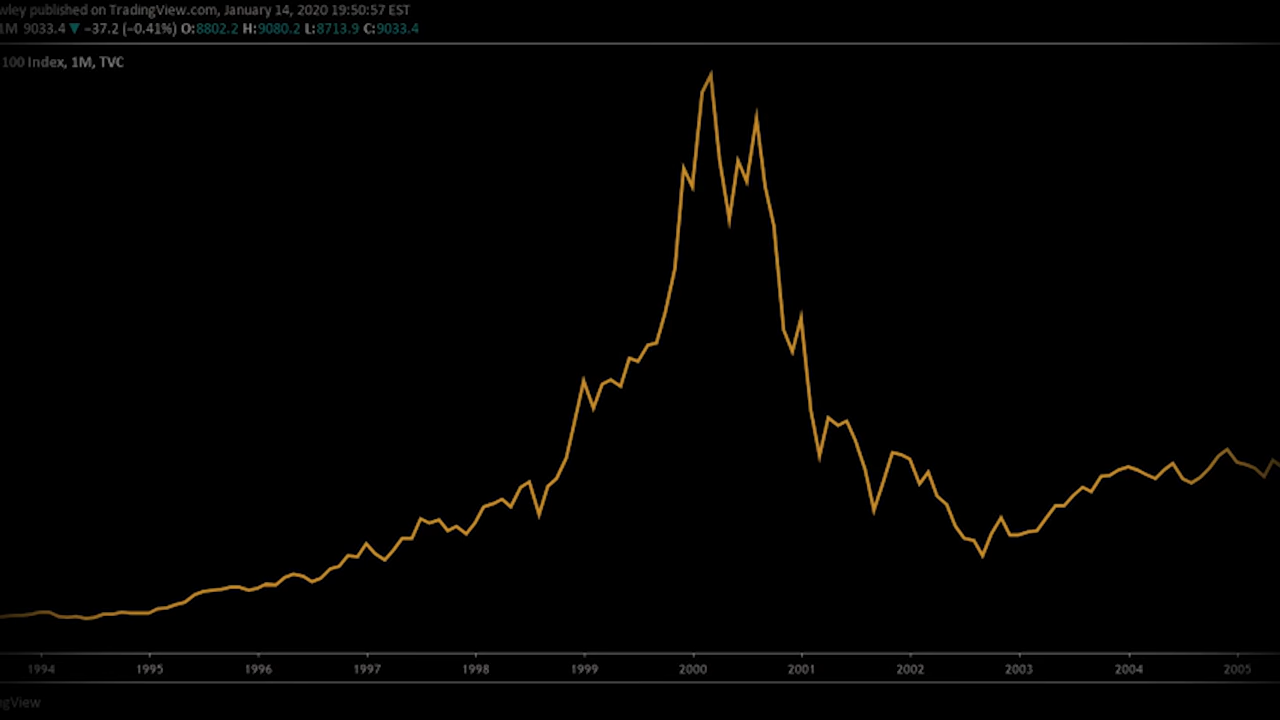 wley published on TradingView.com, January 14, 2020 19:50:57 EST
1M 9033.4 ▼ −37.2 (−0.41%) O:8802.2 H:9080.2 L:8713.9 C:9033.4
100 Index, 1M, TVC
1994 1995 1996 1997 1998 1999 2000 2001 2002 2003 2004 2005
ngView